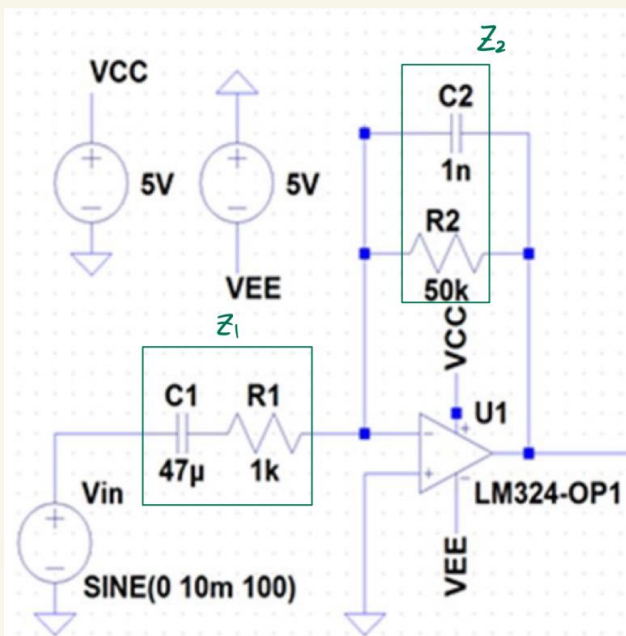 Z₂
VCC
C2
5V
5V
1n
R2
VEE
50k
Z₁
VCC
C1
R1
U1
47µ
1k
Vin
LM324-OP1
VEE
SINE(0 10m 100)